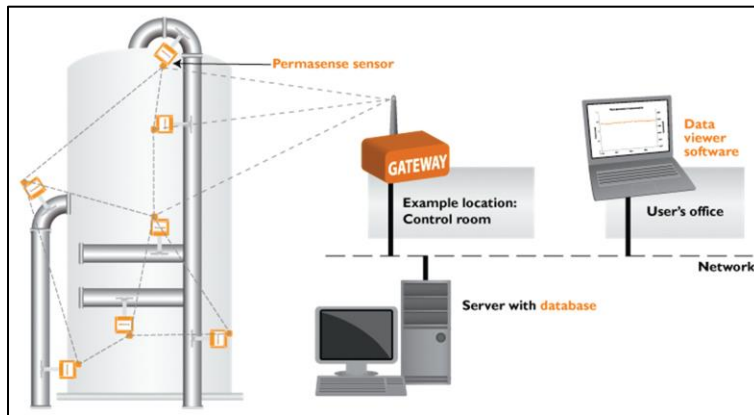 Permasense sensor
GATEWAY
Example location:
Control room
Data
viewer
software
User's office
Network
Server with database